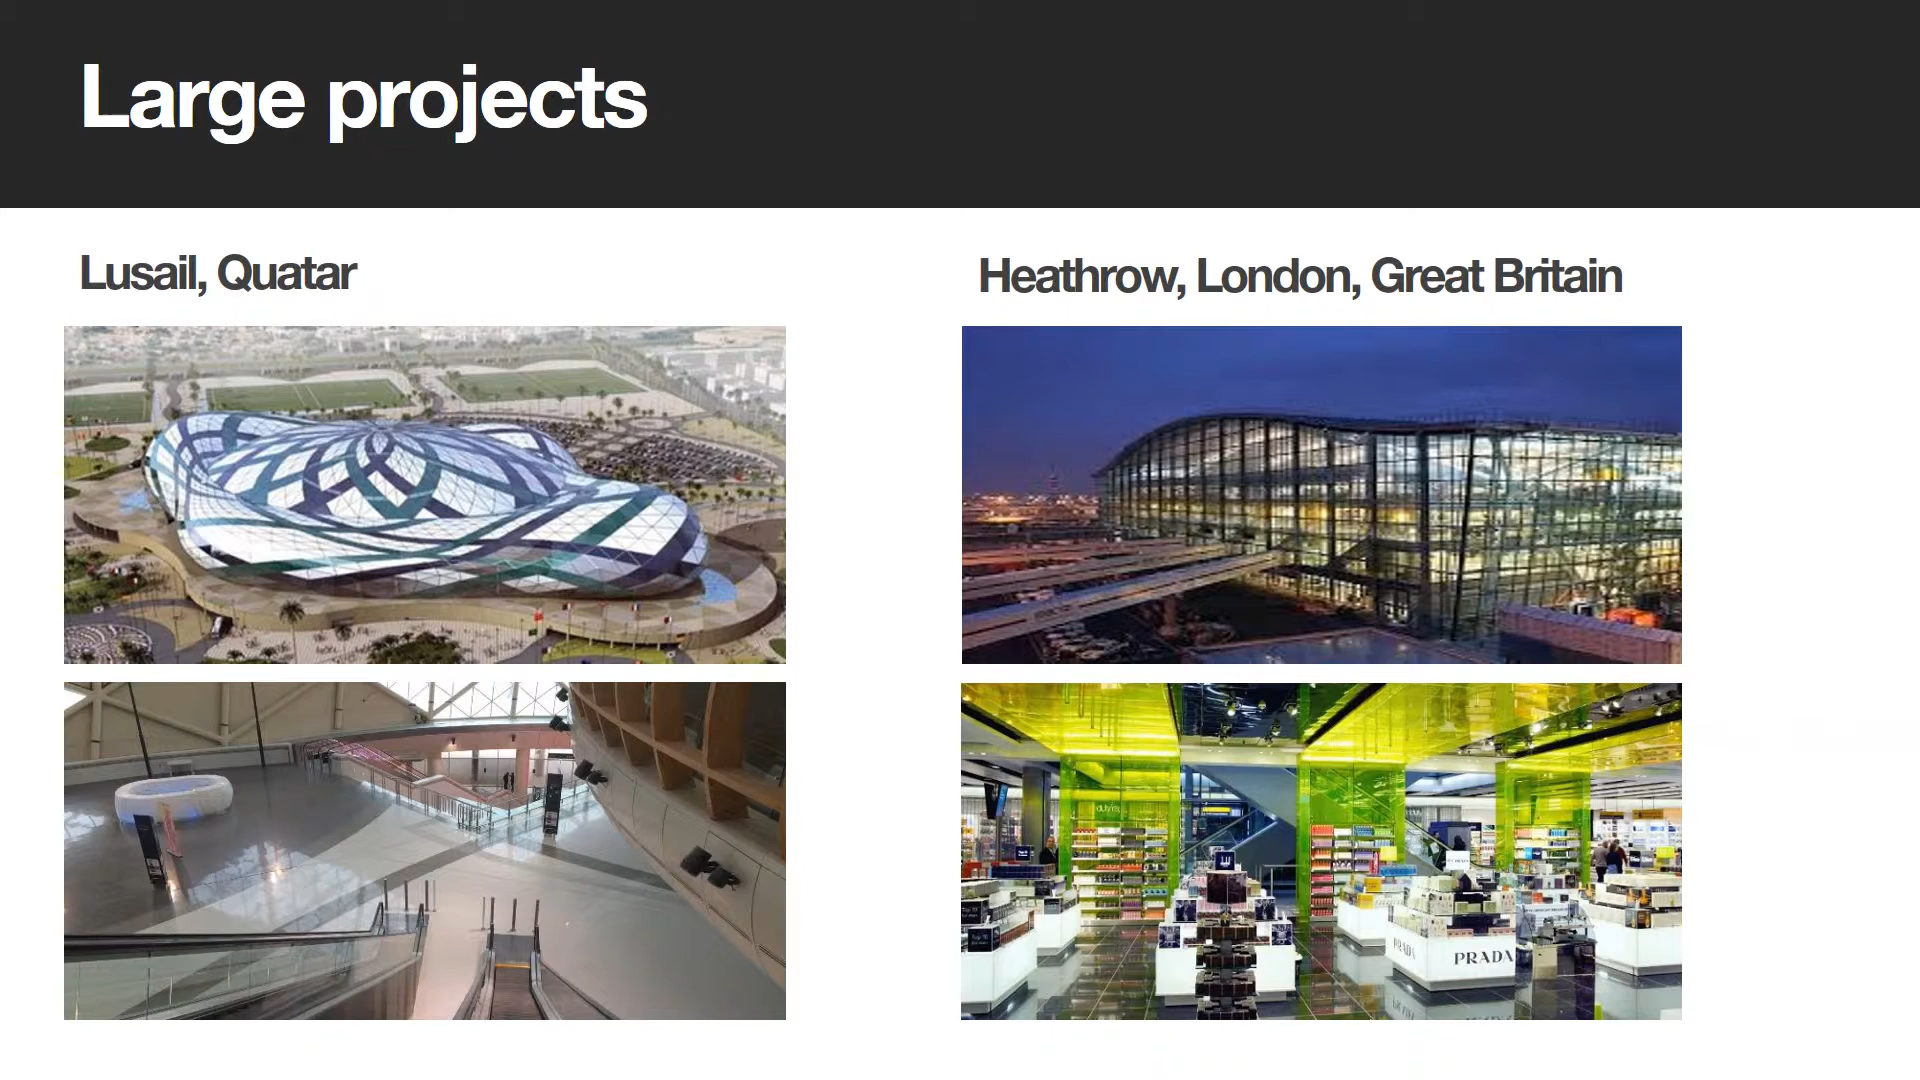 Large projects
Lusail, Quatar
Heathrow, London, Great Britain
PRADA
PRADA